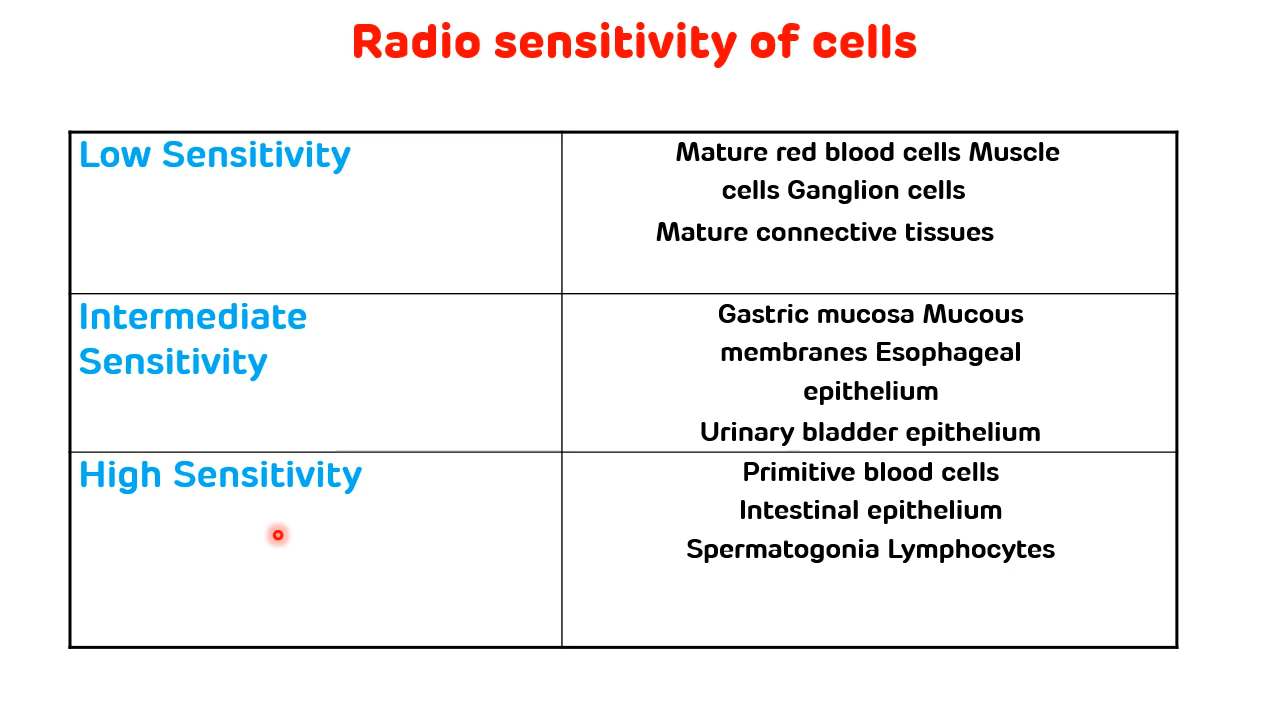 Radio sensitivity of cells
Low Sensitivity
Mature red blood cells Muscle
cells Ganglion cells
Mature connective tissues
Intermediate
Sensitivity
Gastric mucosa Mucous
membranes Esophageal
epithelium
Urinary bladder epithelium
High Sensitivity
Primitive blood cells
Intestinal epithelium
Spermatogonia Lymphocytes